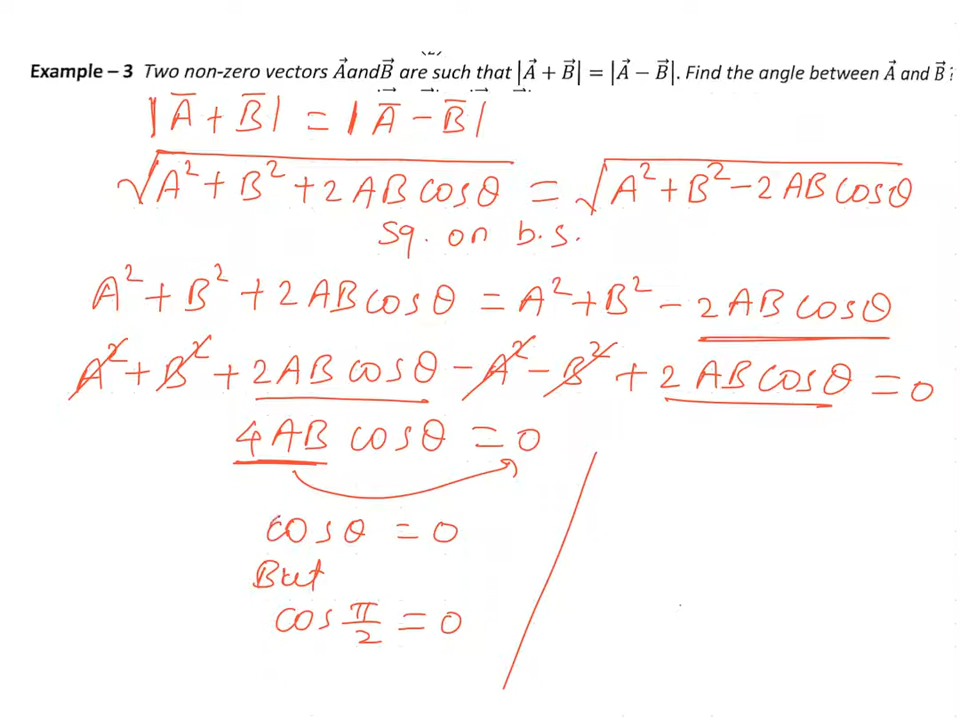 Example – 3 Two non-zero vectors A⃗andB⃗ are such that |A⃗ + B⃗| = |A⃗ − B⃗|. Find the angle between A⃗ and B⃗ ?
|A̅ + B̅| = |A̅ − B̅|
√(A² + B² + 2AB cosθ) = √(A² + B² − 2AB cosθ)
Sq. on b.s.
A² + B² + 2AB cosθ = A² + B² − 2AB cosθ
A² + B² + 2AB cosθ − A² − B² + 2AB cosθ = 0
4AB cosθ = 0
cosθ = 0
But
cos π/2 = 0